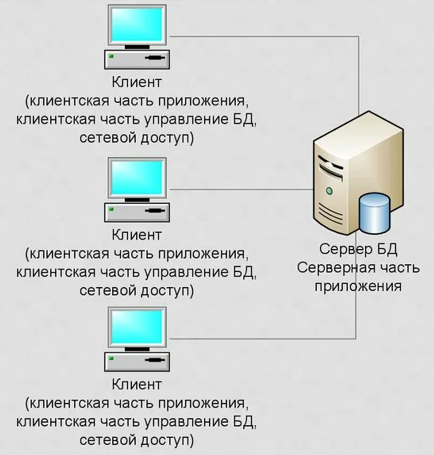 Клиент
(клиентская часть приложения,
клиентская часть управление БД,
сетевой доступ)
Клиент
(клиентская часть приложения,
клиентская часть управление БД,
сетевой доступ)
Сервер БД
Серверная часть
приложения
Клиент
(клиентская часть приложения,
клиентская часть управление БД,
сетевой доступ)